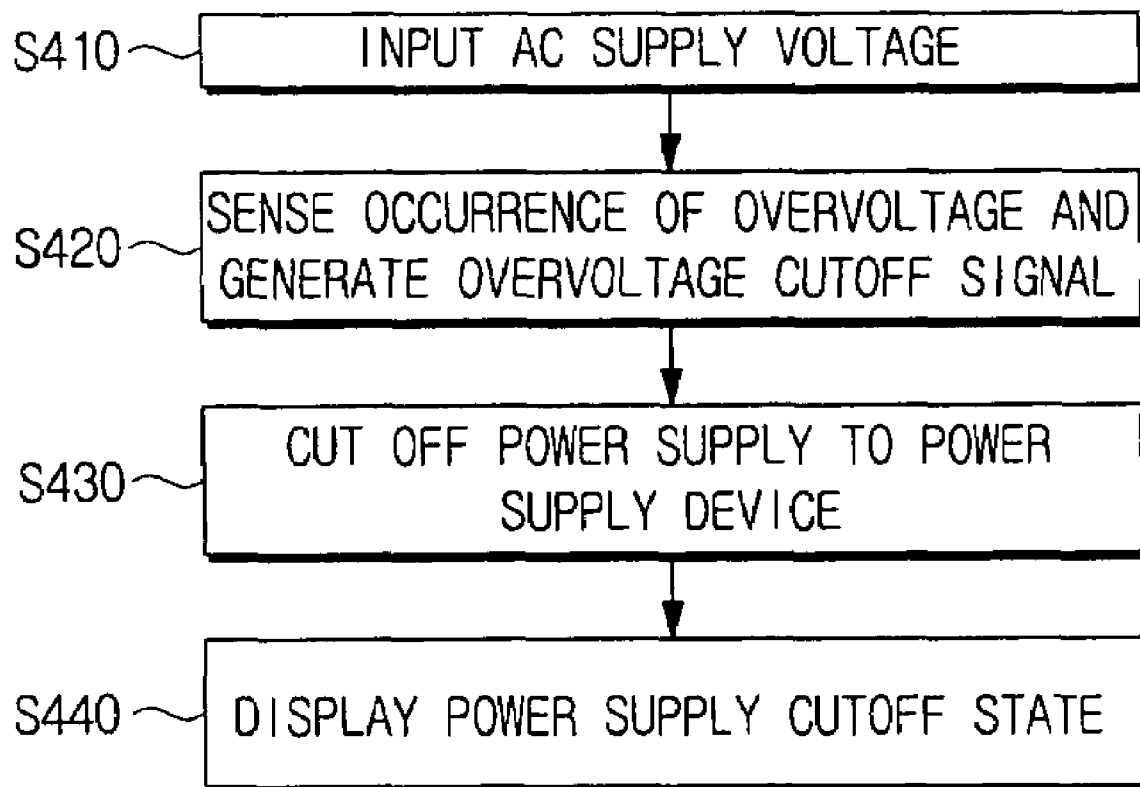 S410
INPUT AC SUPPLY VOLTAGE
S420
SENSE OCCURRENCE OF OVERVOLTAGE AND
GENERATE OVERVOLTAGE CUTOFF SIGNAL
S430
CUT OFF POWER SUPPLY TO POWER
SUPPLY DEVICE
S440
DISPLAY POWER SUPPLY CUTOFF STATE